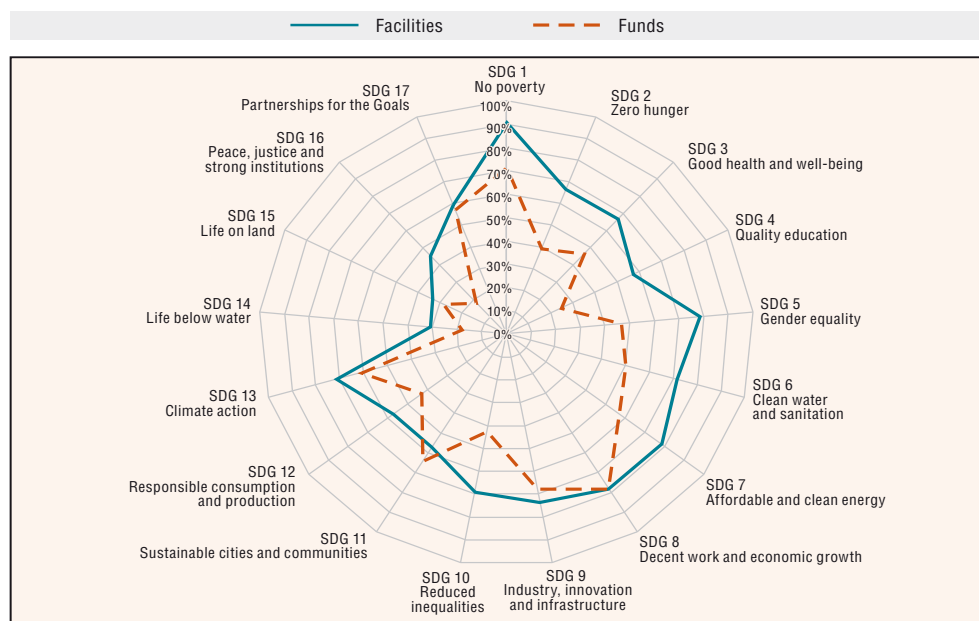 Facilities
Funds
SDG 1
No poverty
SDG 2
Zero hunger
SDG 3
Good health and well-being
SDG 4
Quality education
SDG 5
Gender equality
SDG 6
Clean water
and sanitation
SDG 7
Affordable and clean energy
SDG 8
Decent work and economic growth
SDG 9
Industry, innovation
and infrastructure
SDG 10
Reduced
inequalities
SDG 11
Sustainable cities and communities
SDG 12
Responsible consumption
and production
SDG 13
Climate action
SDG 14
Life below water
SDG 15
Life on land
SDG 16
Peace, justice and
strong institutions
SDG 17
Partnerships for the Goals
100%
90%
80%
70%
60%
50%
40%
30%
20%
10%
0%